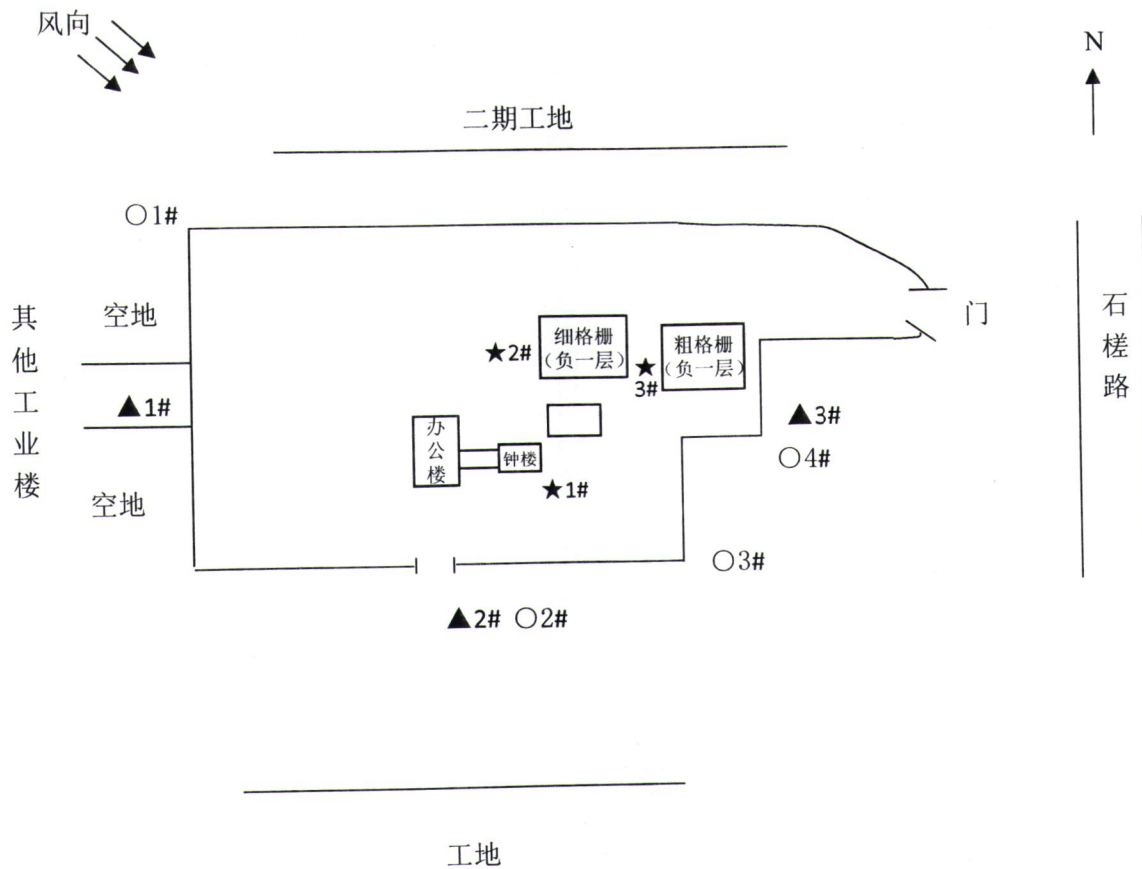 风向
N
二期工地
○1#
其他工业楼
空地
▲1#
空地
★2#
细格栅
(负一层)
★
3#
粗格栅
(负一层)
门
石槎路
办公楼
钟楼
★1#
▲3#
○4#
○3#
▲2# ○2#
工地